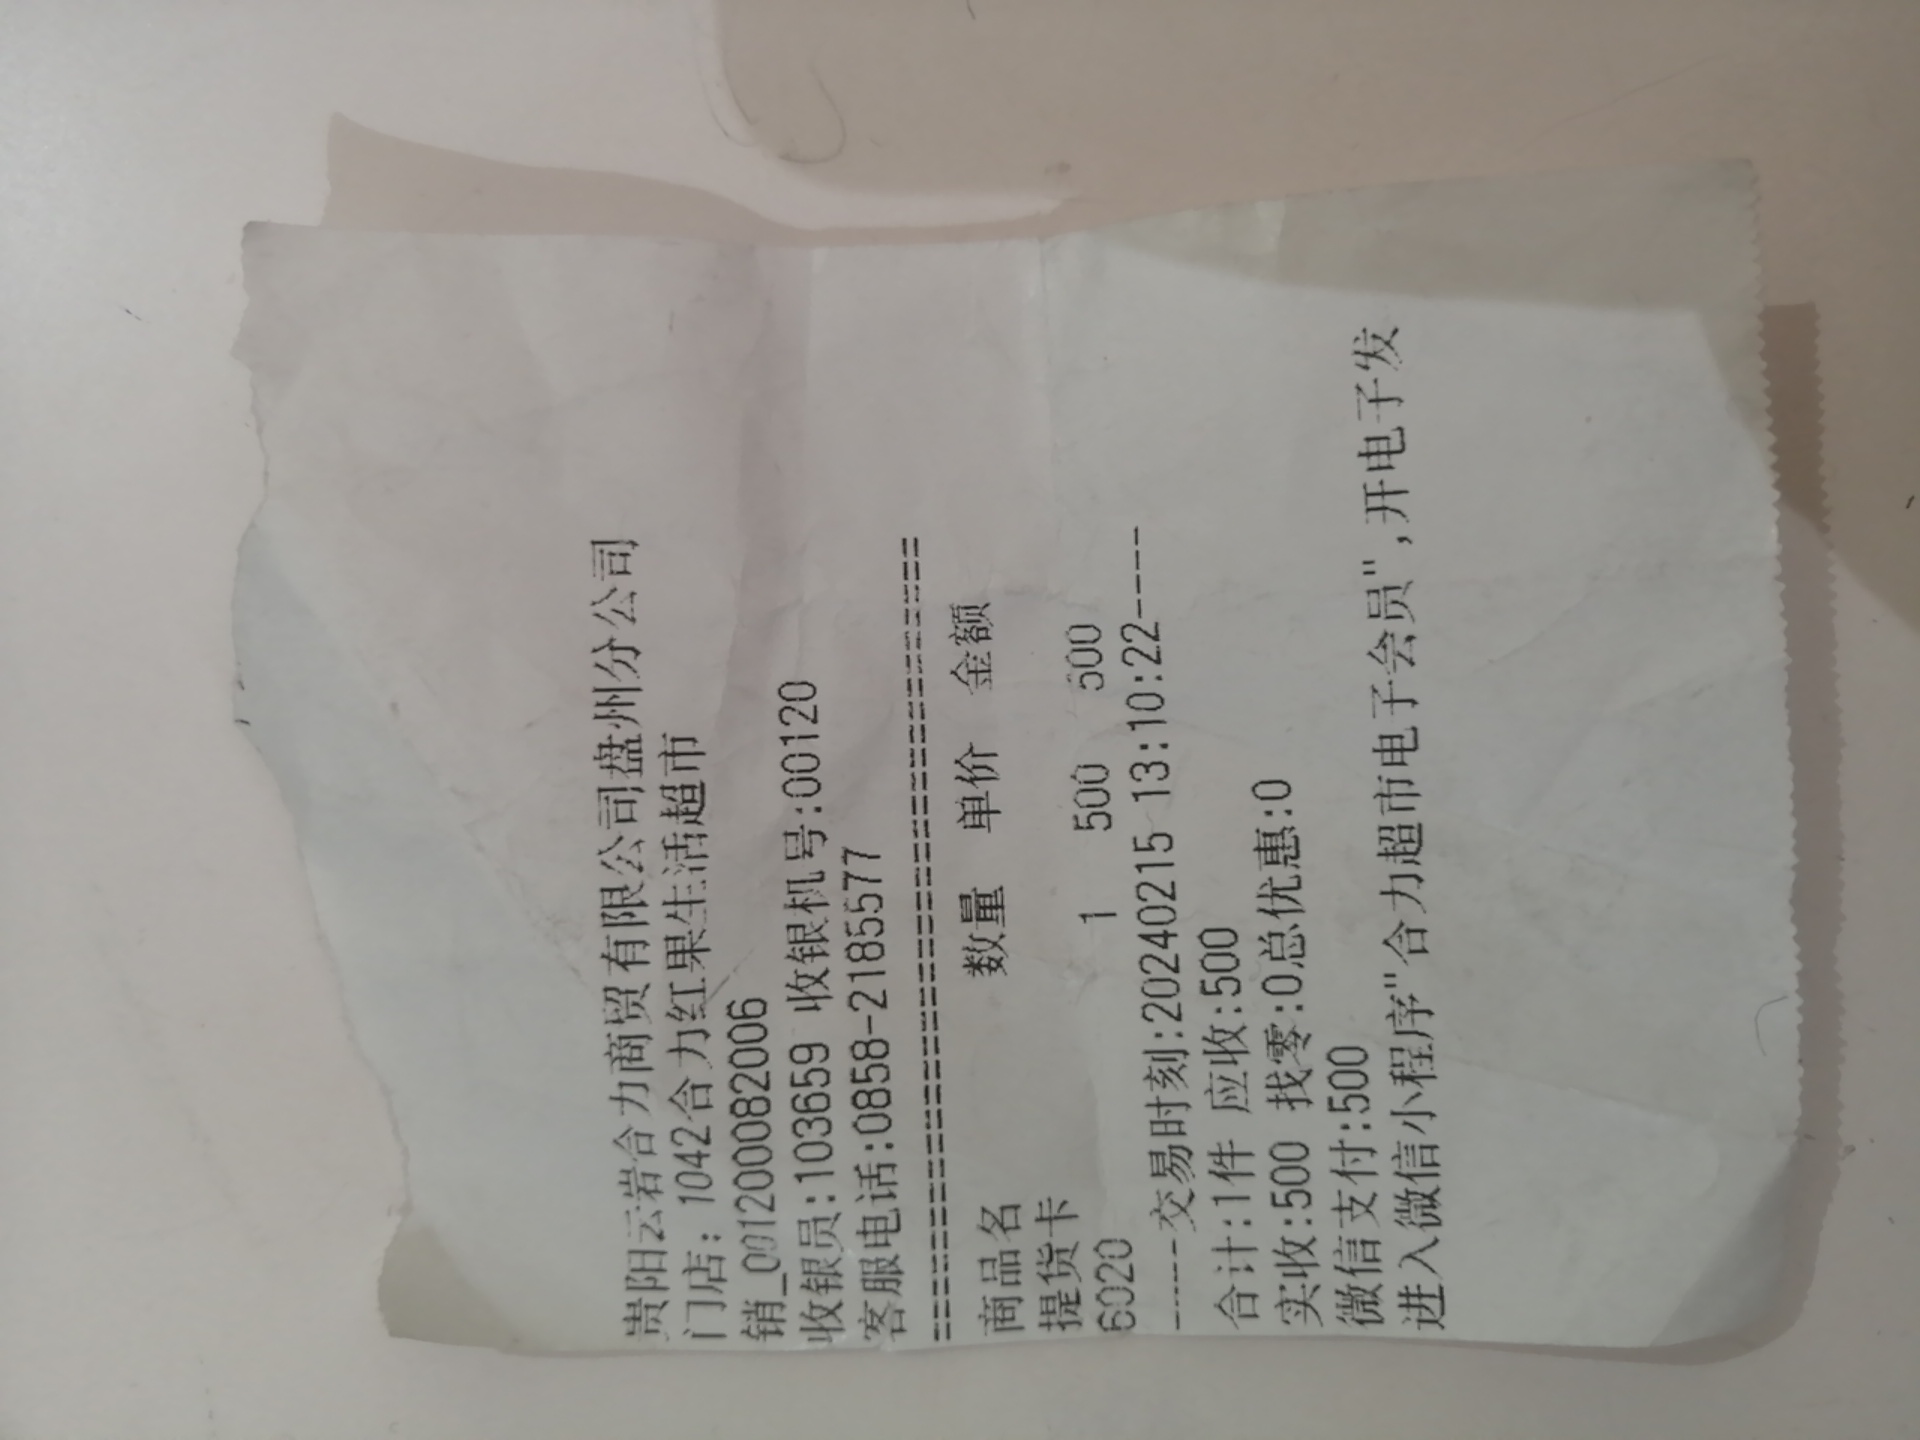 贵阳云岩合力商贸有限公司盘州分公司
门店：1042合力红果生活超市
销_001200082006
收银员:103659 收银机号:00120
客服电话:0858-2185577
================================
商品名 数量 单价 金额
提货卡
6020 1 500 500
-----交易时刻:20240215 13:10:22----
合计:1件 应收:500
实收:500 找零:0总优惠:0
微信支付:500
进入微信小程序"合力超市电子会员",开电子发